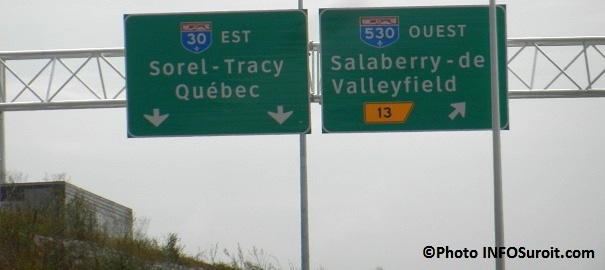 30 EST
Sorel-Tracy
Québec
530 OUEST
Salaberry-de
Valleyfield
13
©Photo INFOSuroit.com